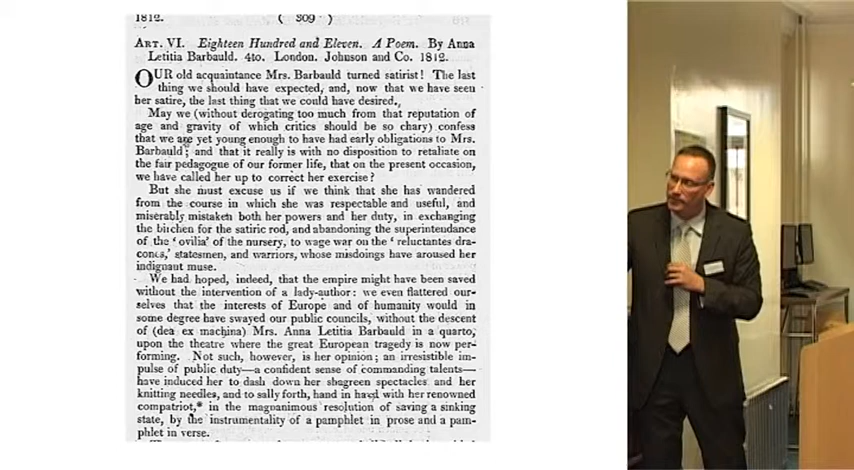 1812. ( 309 )
ART. VI. Eighteen Hundred and Eleven. A Poem. By Anna
Letitia Barbauld. 4to. London. Johnson and Co. 1812.
OUR old acquaintance Mrs. Barbauld turned satirist! The last
thing we should have expected, and, now that we have seen
her satire, the last thing that we could have desired.
May we (without derogating too much from that reputation of
age and gravity of which critics should be so chary) confess
that we are yet young enough to have had early obligations to Mrs.
Barbauld; and that it really is with no disposition to retaliate on
the fair pedagogue of our former life, that on the present occasion,
we have called her up to correct her exercise?
But she must excuse us if we think that she has wandered
from the course in which she was respectable and useful, and
miserably mistaken both her powers and her duty, in exchanging
the birchen for the satiric rod, and abandoning the superintendance
of the ‘ ovilia’ of the nursery, to wage war on the ‘ reluctantes dra-
cones,’ statesmen, and warriors, whose misdoings have aroused her
indignant muse.
We had hoped, indeed, that the empire might have been saved
without the intervention of a lady-author: we even flattered our-
selves that the interests of Europe and of humanity would in
some degree have swayed our public councils, without the descent
of (dea ex machina) Mrs. Anna Letitia Barbauld in a quarto,
upon the theatre where the great European tragedy is now per-
forming. Not such, however, is her opinion; an irresistible im-
pulse of public duty—a confident sense of commanding talents—
have induced her to dash down her shagreen spectacles and her
knitting needles, and to sally forth, hand in hand with her renowned
compatriot,* in the magnanimous resolution of saving a sinking
state, by the instrumentality of a pamphlet in prose and a pam-
phlet in verse.